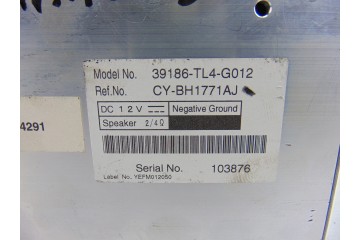 Model No. 39186-TL4-G012
Ref.No. CY-BH1771AJ
DC 12V Negative Ground
Speaker 2/4Ω
4291
Serial No. 103876
Label No. YEFM012050